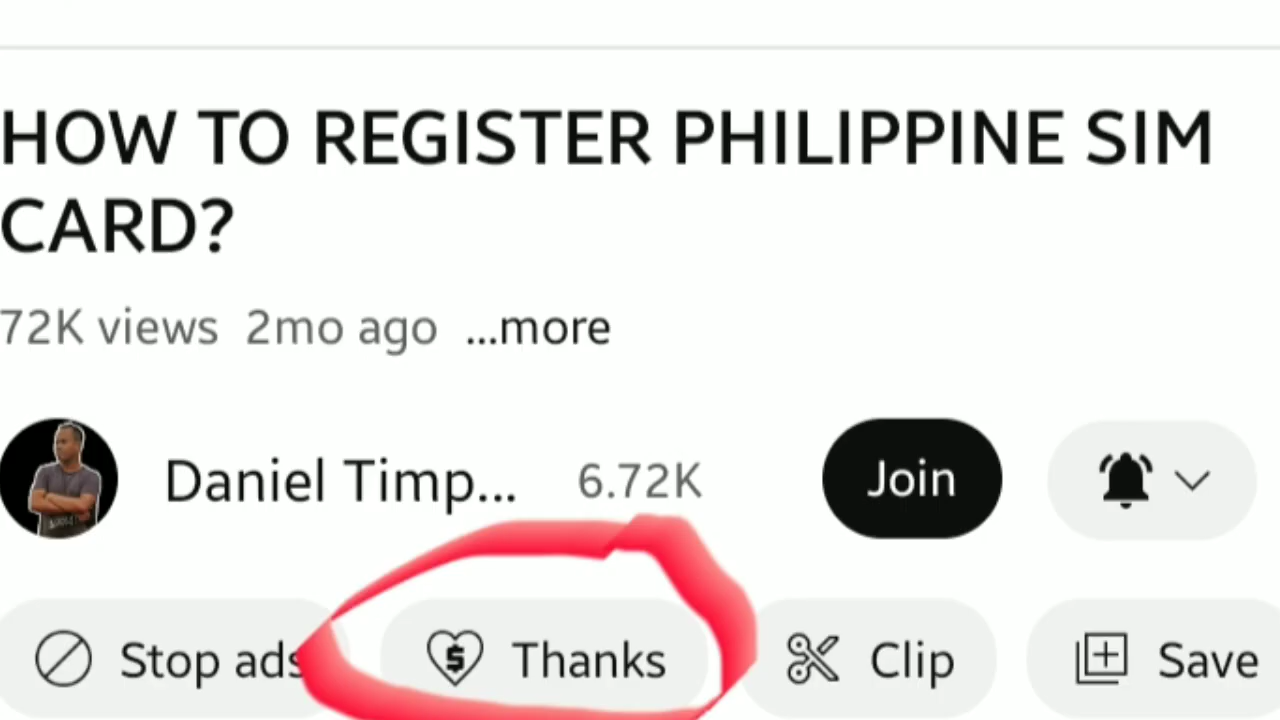 HOW TO REGISTER PHILIPPINE SIM
CARD?
72K views 2mo ago ...more
Daniel Timp... 6.72K Join
Stop ads Thanks Clip Save